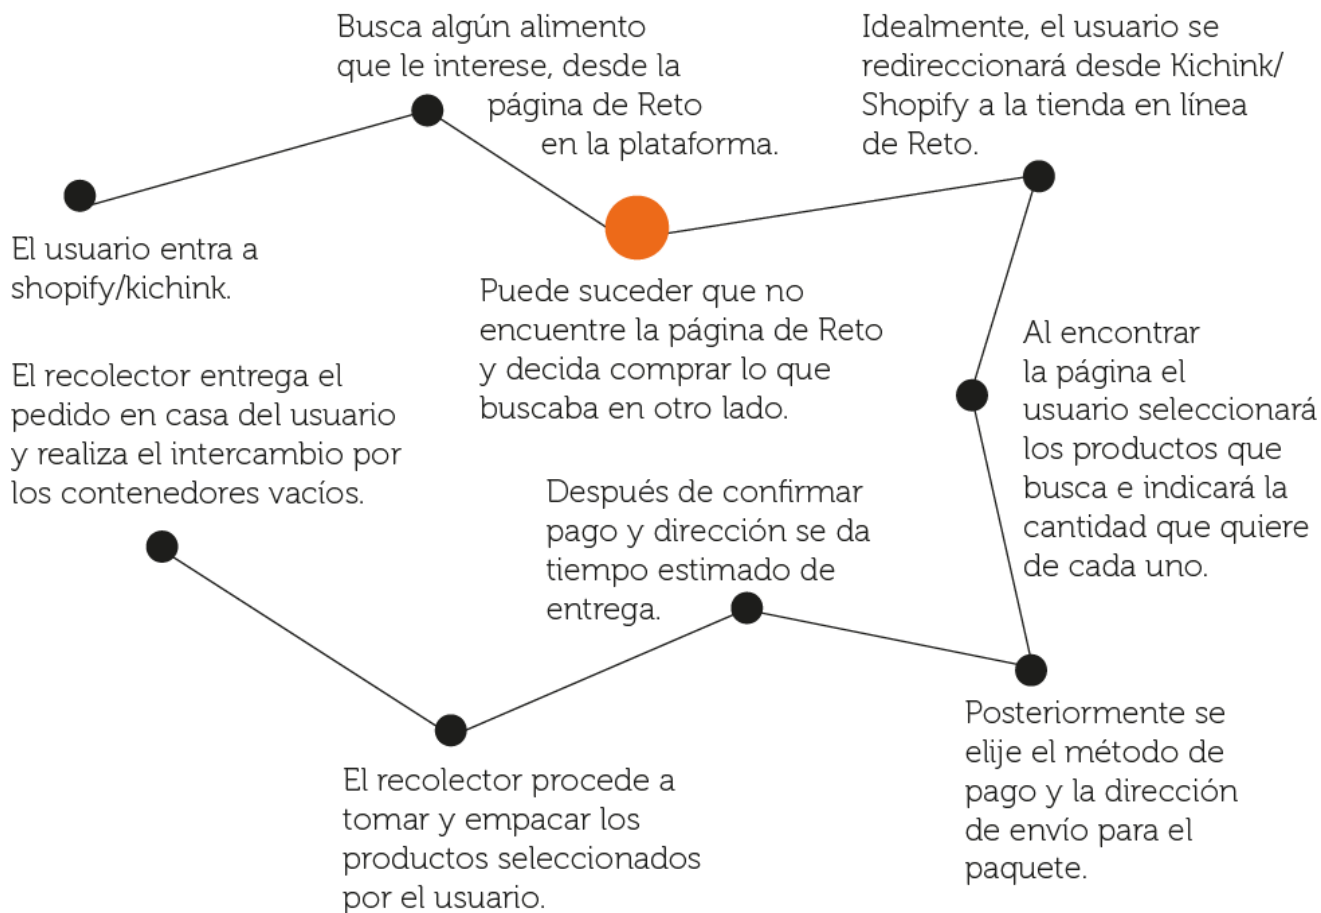 Busca algún alimento
que le interese, desde la
página de Reto
en la plataforma.
Idealmente, el usuario se
redireccionará desde Kichink/
Shopify a la tienda en línea
de Reto.
El usuario entra a
shopify/kichink.
Puede suceder que no
encuentre la página de Reto
y decida comprar lo que
buscaba en otro lado.
Al encontrar
la página el
usuario seleccionará
los productos que
busca e indicará la
cantidad que quiere
de cada uno.
El recolector entrega el
pedido en casa del usuario
y realiza el intercambio por
los contenedores vacíos.
Después de confirmar
pago y dirección se da
tiempo estimado de
entrega.
Posteriormente se
elije el método de
pago y la dirección
de envío para el
paquete.
El recolector procede a
tomar y empacar los
productos seleccionados
por el usuario.